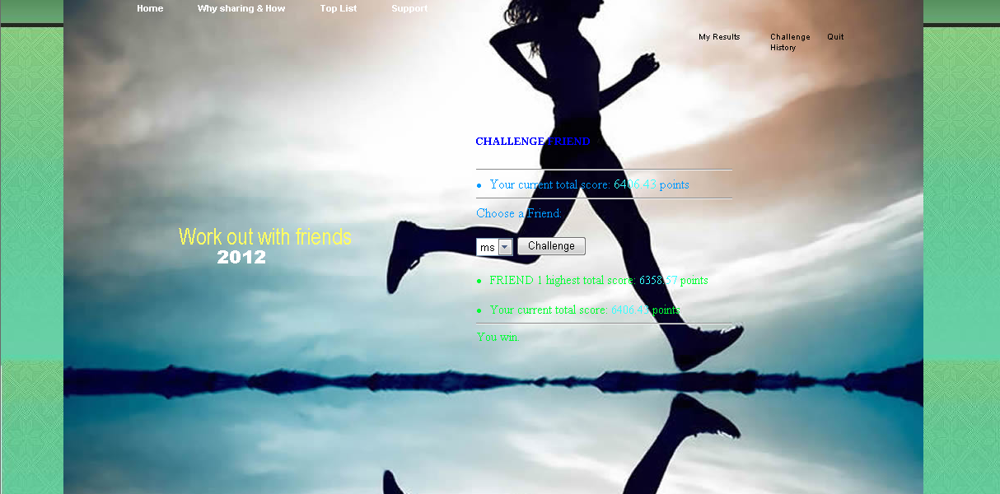 Home Why sharing & How Top List Support
My Results Challenge History Quit
CHALLENGE FRIEND
Your current total score: 6406.43 points
Choose a Friend:
ms Challenge
Work out with friends
2012
FRIEND 1 highest total score: 6358.57 points
Your current total score: 6406.43 points
You win.